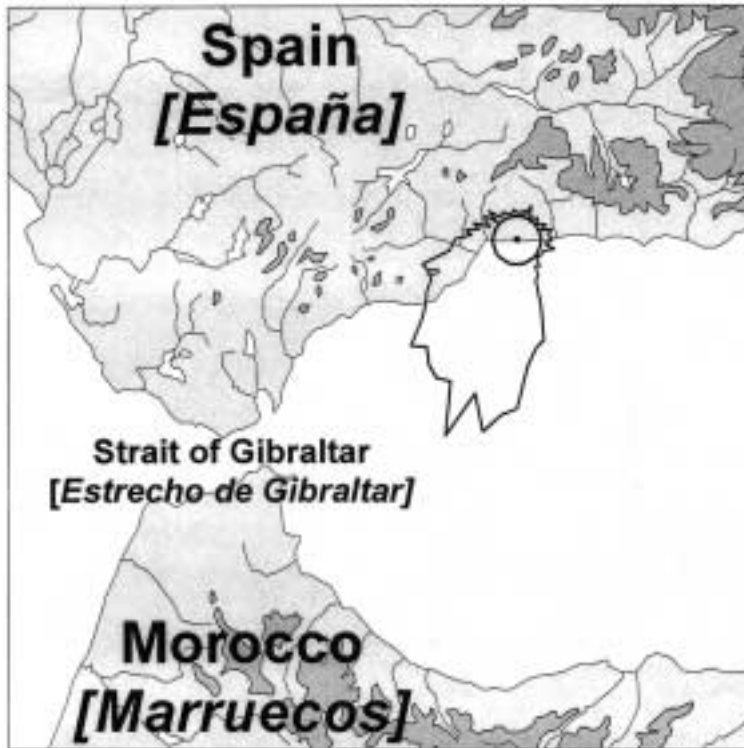 Spain
[España]
Strait of Gibraltar
[Estrecho de Gibraltar]
Morocco
[Marruecos]